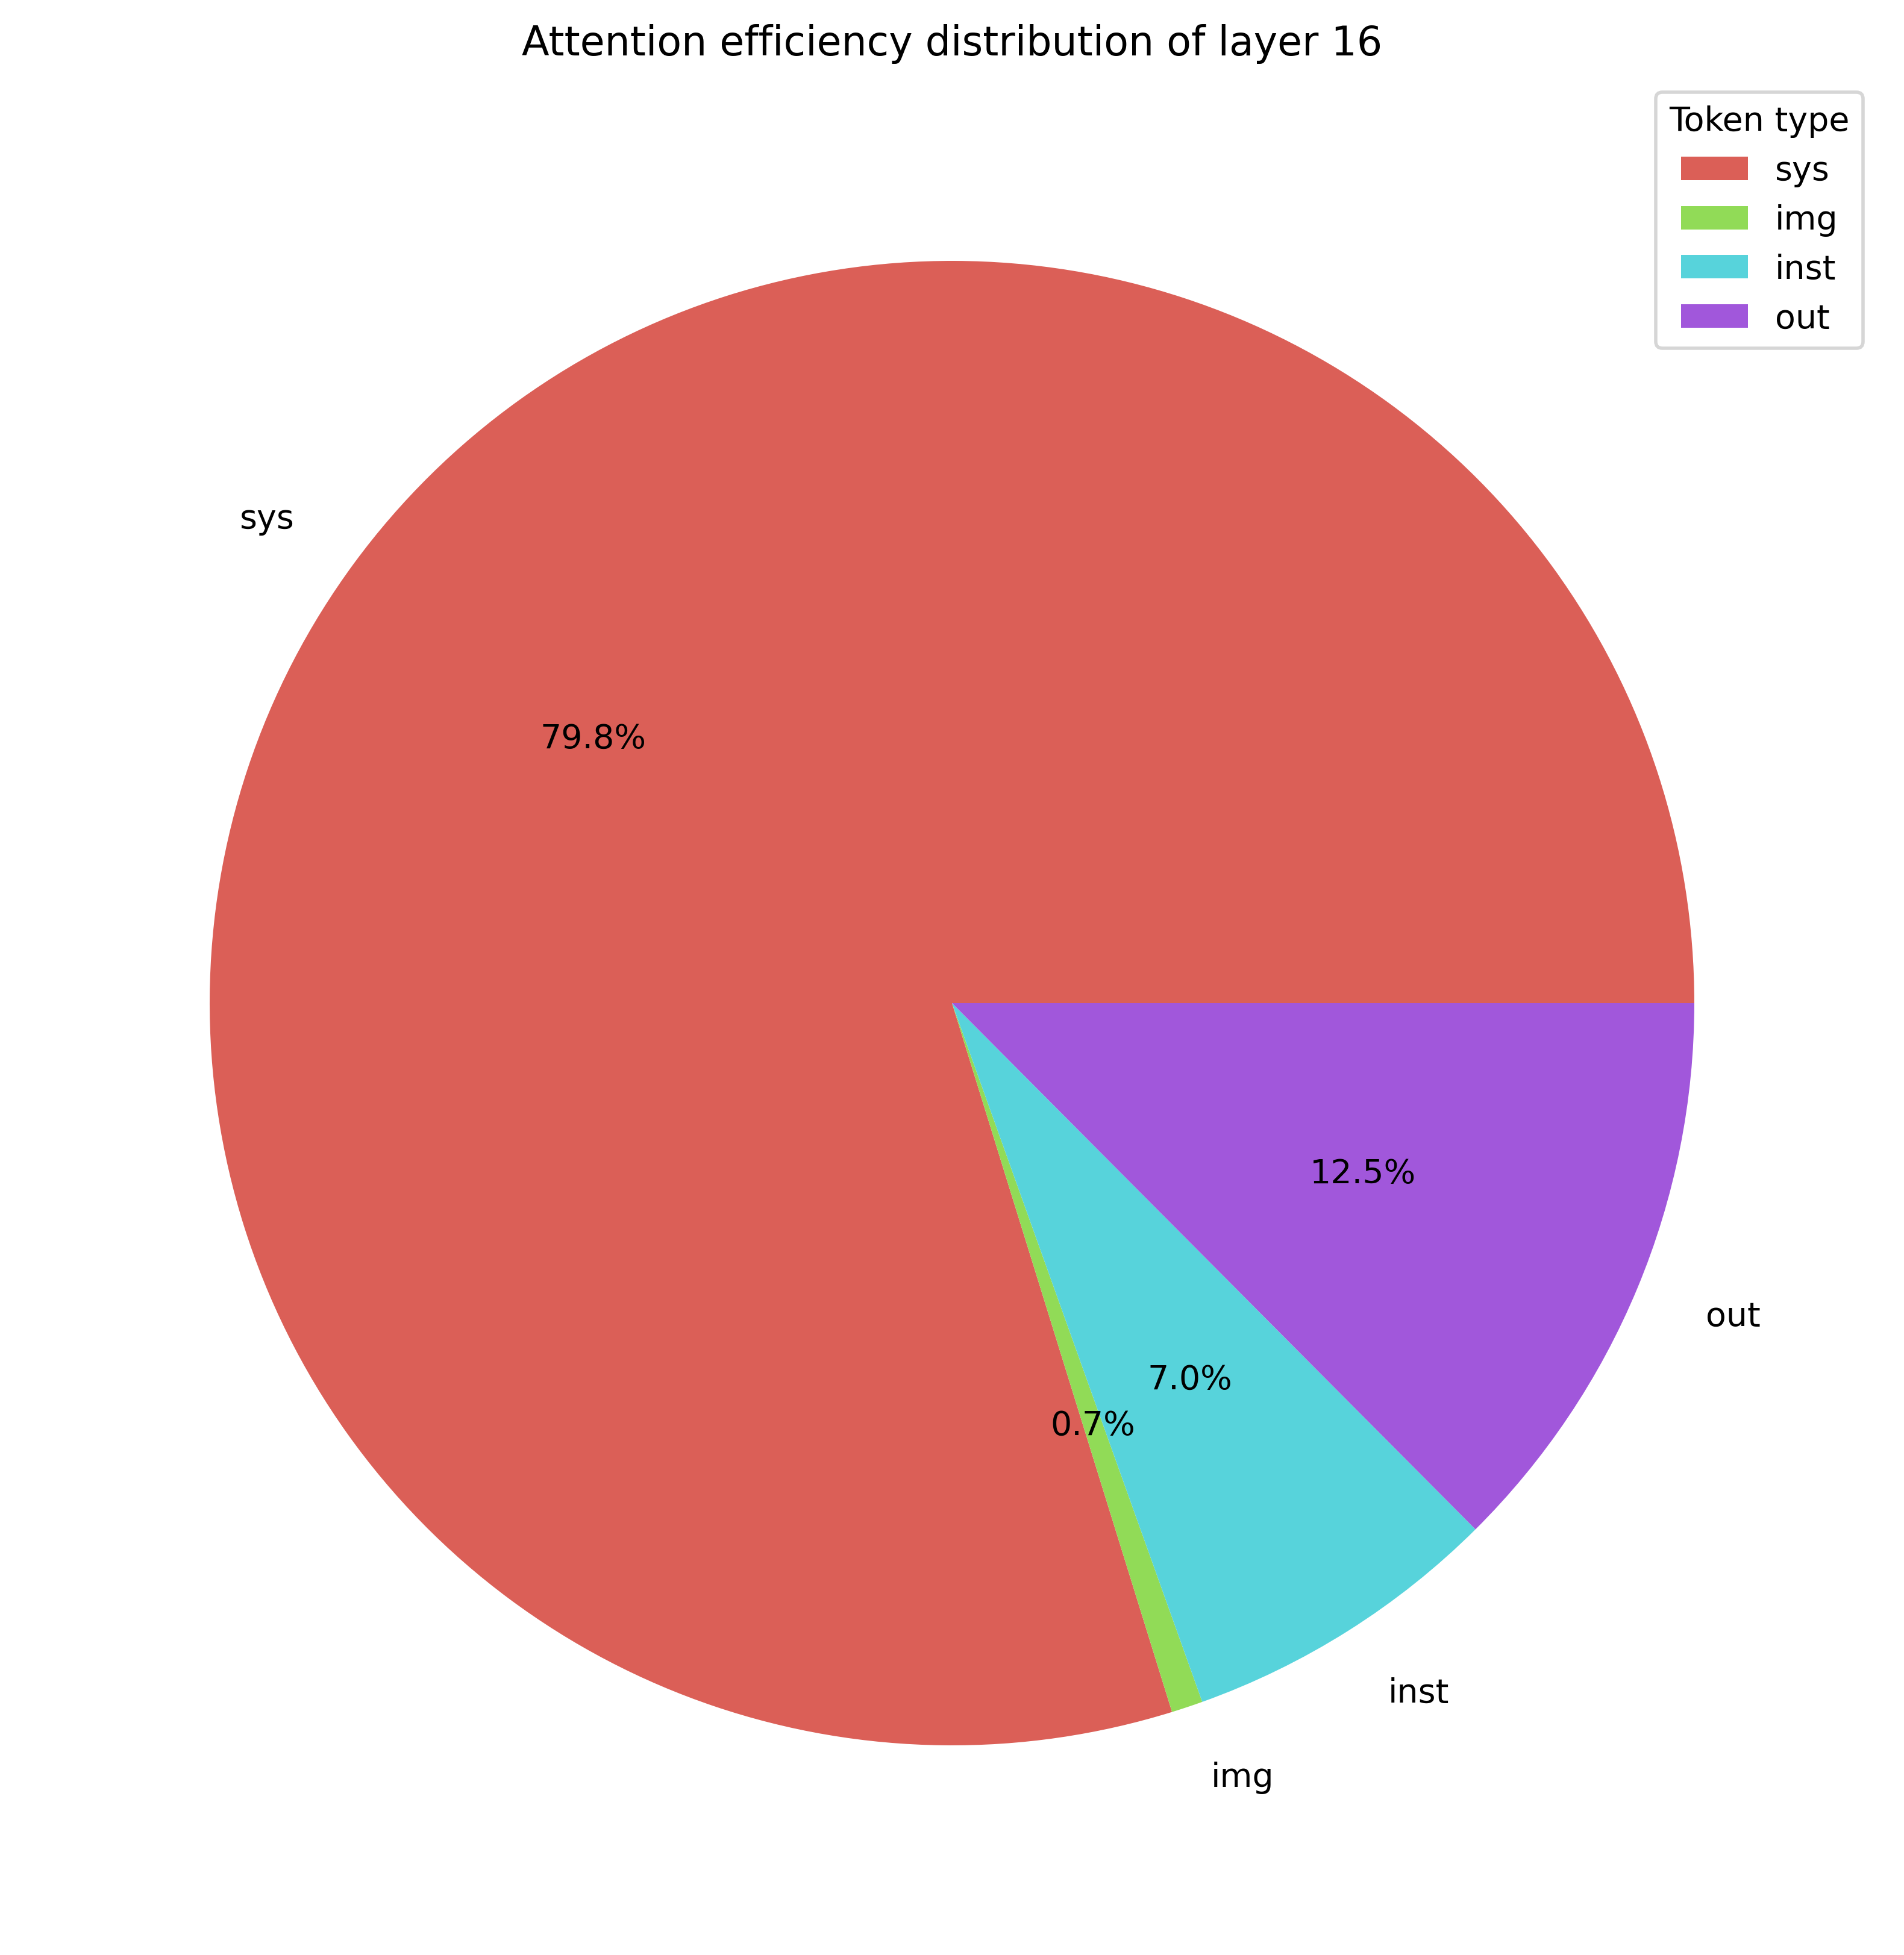 Attention efficiency distribution of layer 16
Token type
sys
img
inst
out
sys
79.8%
12.5%
out
7.0%
0.7%
inst
img